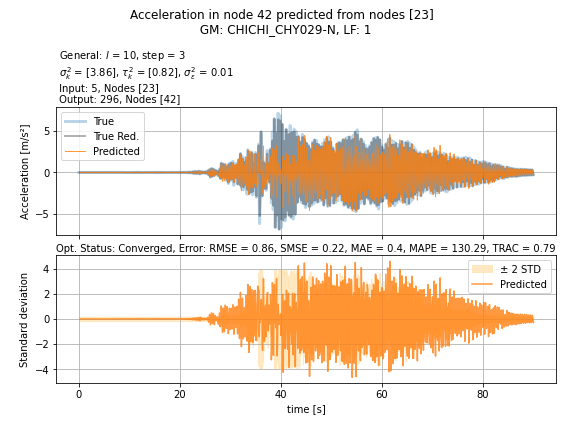 Acceleration in node 42 predicted from nodes [23]
GM: CHICHI_CHY029-N, LF: 1
General: l = 10, step = 3
σ²ₖ = [3.86], τ²ₖ = [0.82], σ²ε = 0.01
Input: 5, Nodes [23]
Output: 296, Nodes [42]
Acceleration [m/s²]
5
0
−5
True
True Red.
Predicted
Opt. Status: Converged, Error: RMSE = 0.86, SMSE = 0.22, MAE = 0.4, MAPE = 130.29, TRAC = 0.79
Standard deviation
4
2
0
−2
−4
± 2 STD
Predicted
0 20 40 60 80
time [s]